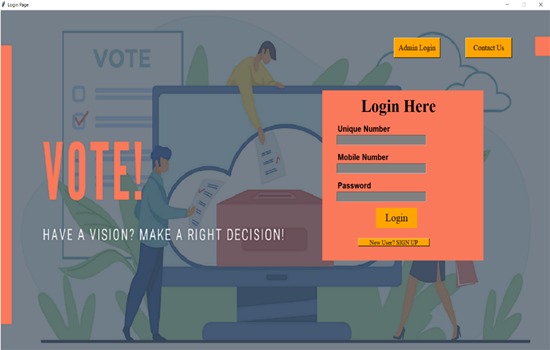 Login Page
Admin Login
Contact Us
VOTE
Login Here
Unique Number
Mobile Number
Password
Login
New User? SIGN UP
VOTE!
HAVE A VISION? MAKE A RIGHT DECISION!